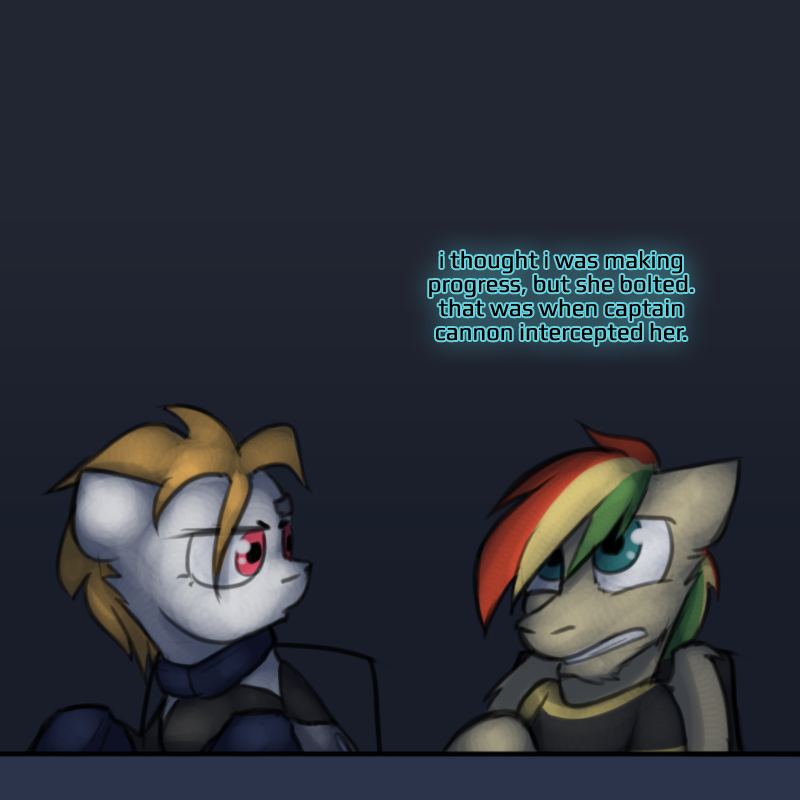 i thought i was making
progress, but she bolted.
that was when captain
cannon intercepted her.